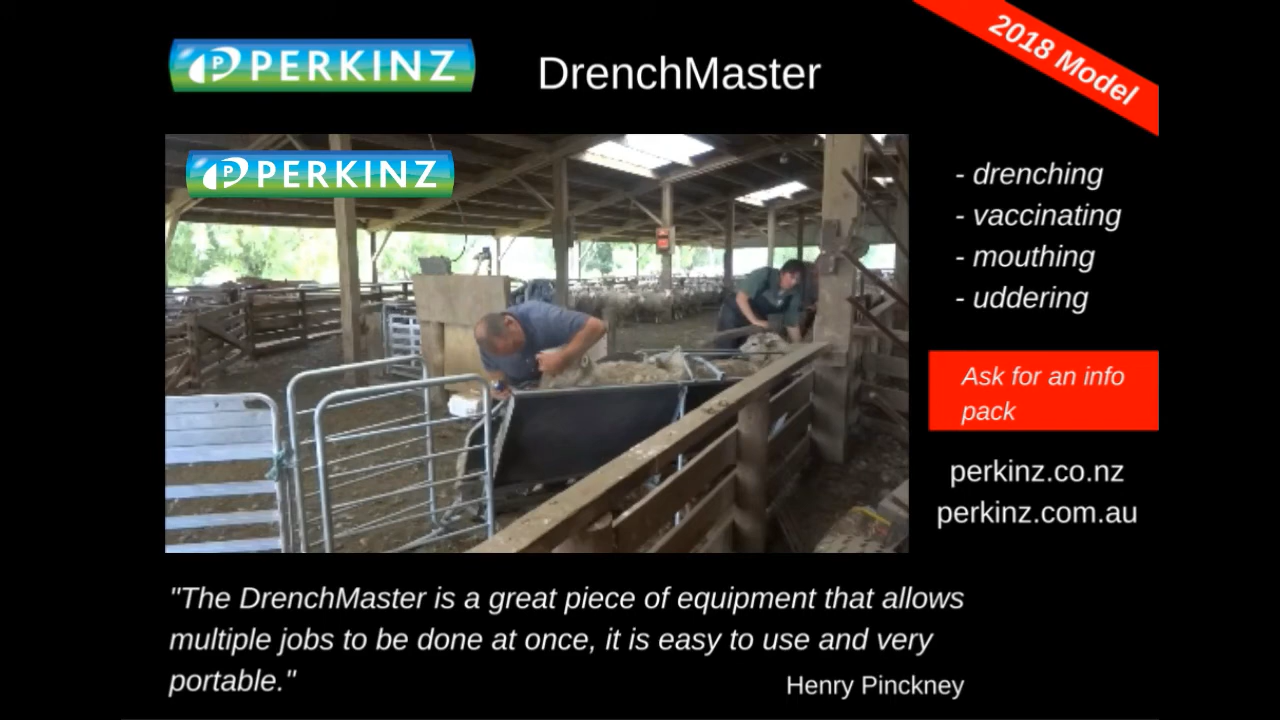 PERKINZ
DrenchMaster
2018 Model
PERKINZ
- drenching
- vaccinating
- mouthing
- uddering
Ask for an info
pack
perkinz.co.nz
perkinz.com.au
"The DrenchMaster is a great piece of equipment that allows
multiple jobs to be done at once, it is easy to use and very
portable."
Henry Pinckney